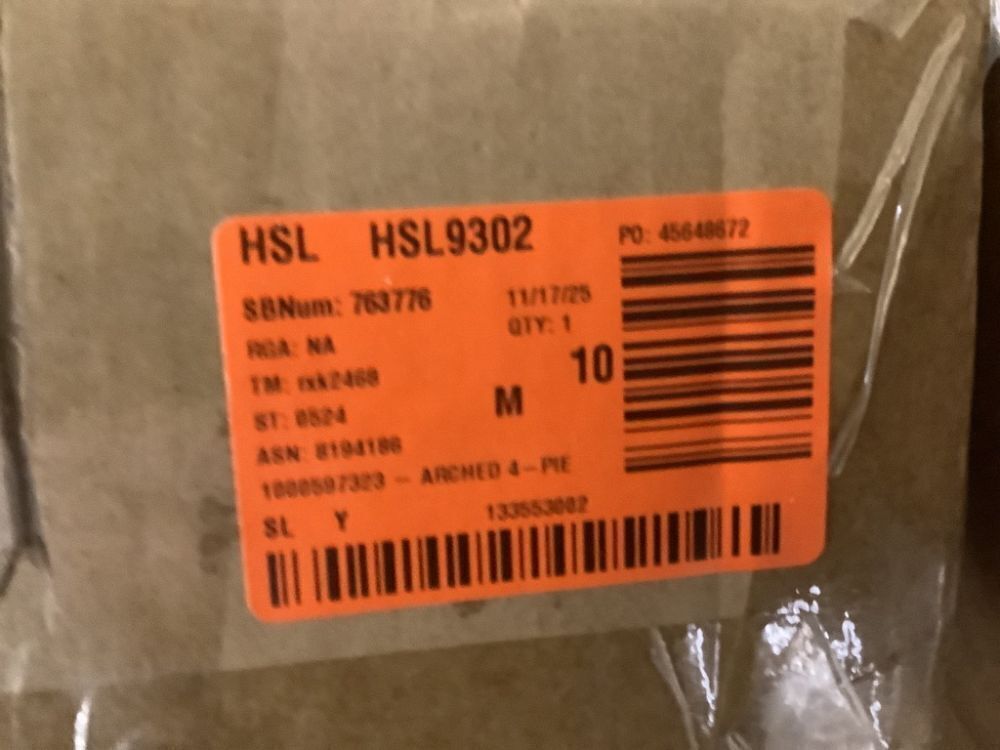 HSL HSL9302 PO: 45648672
SBNum: 763776 11/17/25
QTY: 1
RGA: NA
10
TM: rxk2468
M
ST: 8524
ASN: 8194186
1000597323 - ARCHED 4-PIE
SL Y 133553002